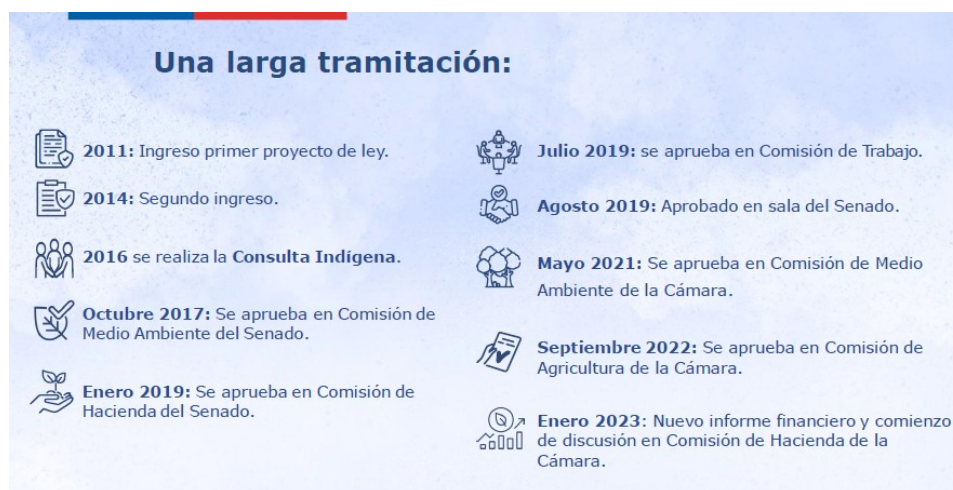 Una larga tramitación:
2011: Ingreso primer proyecto de ley.
2014: Segundo ingreso.
2016 se realiza la Consulta Indígena.
Octubre 2017: Se aprueba en Comisión de
Medio Ambiente del Senado.
Enero 2019: Se aprueba en Comisión de
Hacienda del Senado.
Julio 2019: se aprueba en Comisión de Trabajo.
Agosto 2019: Aprobado en sala del Senado.
Mayo 2021: Se aprueba en Comisión de Medio
Ambiente de la Cámara.
Septiembre 2022: Se aprueba en Comisión de
Agricultura de la Cámara.
Enero 2023: Nuevo informe financiero y comienzo
de discusión en Comisión de Hacienda de la
Cámara.